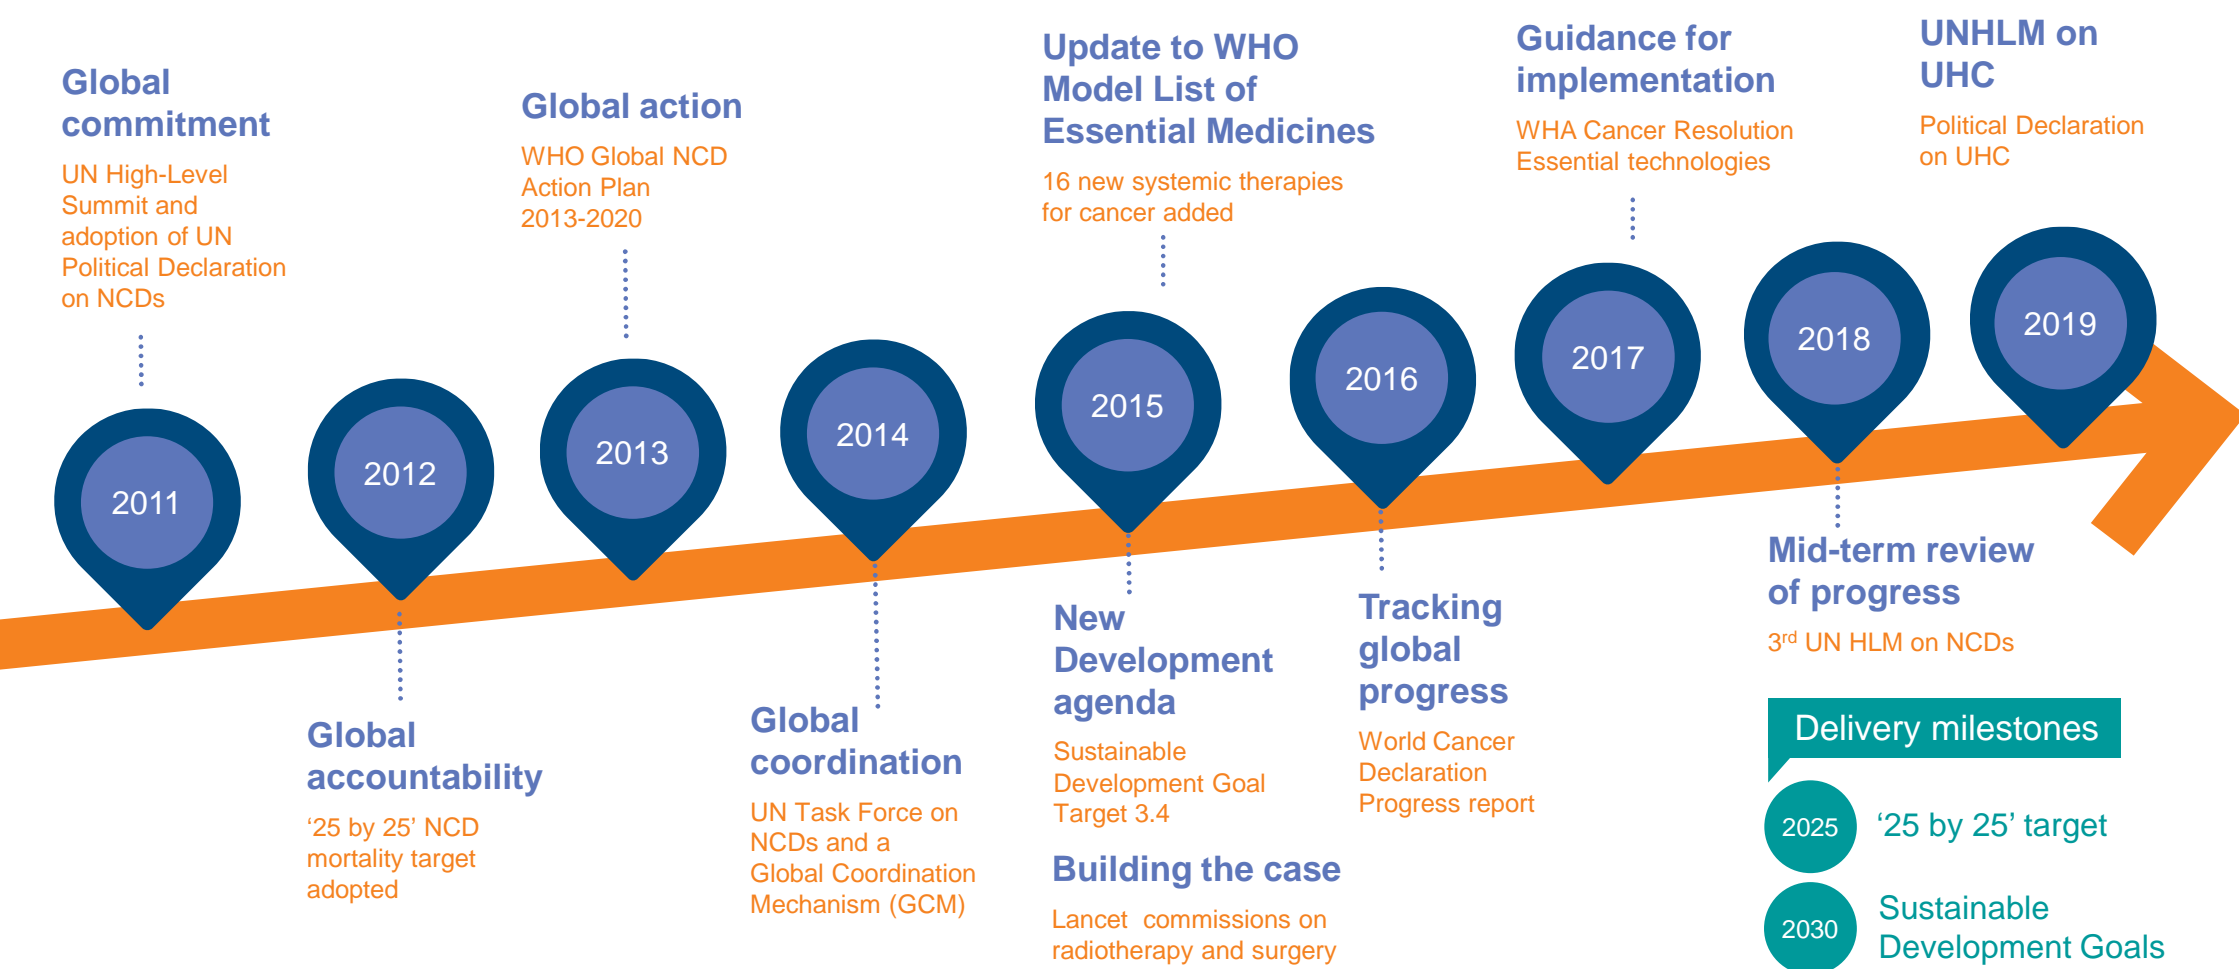 Global
commitment
UN High-Level
Summit and
adoption of UN
Political Declaration
on NCDs
2011
2012
Global
accountability
‘25 by 25’ NCD
mortality target
adopted
Global action
WHO Global NCD
Action Plan
2013-2020
2013
2014
Global
coordination
UN Task Force on
NCDs and a
Global Coordination
Mechanism (GCM)
Update to WHO
Model List of
Essential Medicines
16 new systemic therapies
for cancer added
2015
New
Development
agenda
Sustainable
Development Goal
Target 3.4
Building the case
Lancet commissions on
radiotherapy and surgery
2016
Tracking
global
progress
World Cancer
Declaration
Progress report
Guidance for
implementation
WHA Cancer Resolution
Essential technologies
2017
2018
Mid-term review
of progress
3rd UN HLM on NCDs
UNHLM on
UHC
Political Declaration
on UHC
2019
Delivery milestones
2025 ‘25 by 25’ target
2030 Sustainable
Development Goals